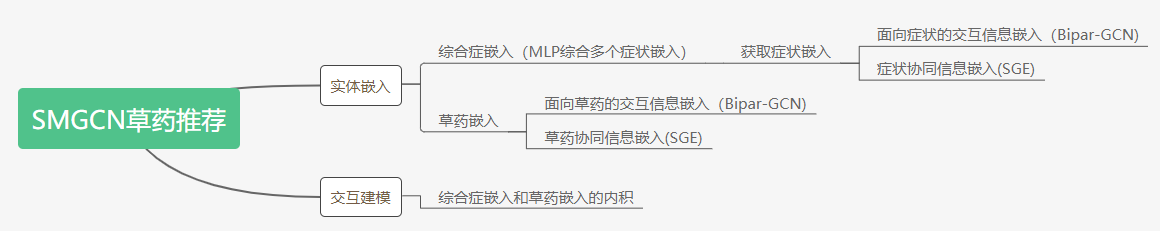 SMGCN草药推荐
实体嵌入
综合症嵌入（MLP综合多个症状嵌入）
获取症状嵌入
面向症状的交互信息嵌入（Bipar-GCN)
症状协同信息嵌入(SGE)
草药嵌入
面向草药的交互信息嵌入（Bipar-GCN)
草药协同信息嵌入(SGE)
交互建模
综合症嵌入和草药嵌入的内积